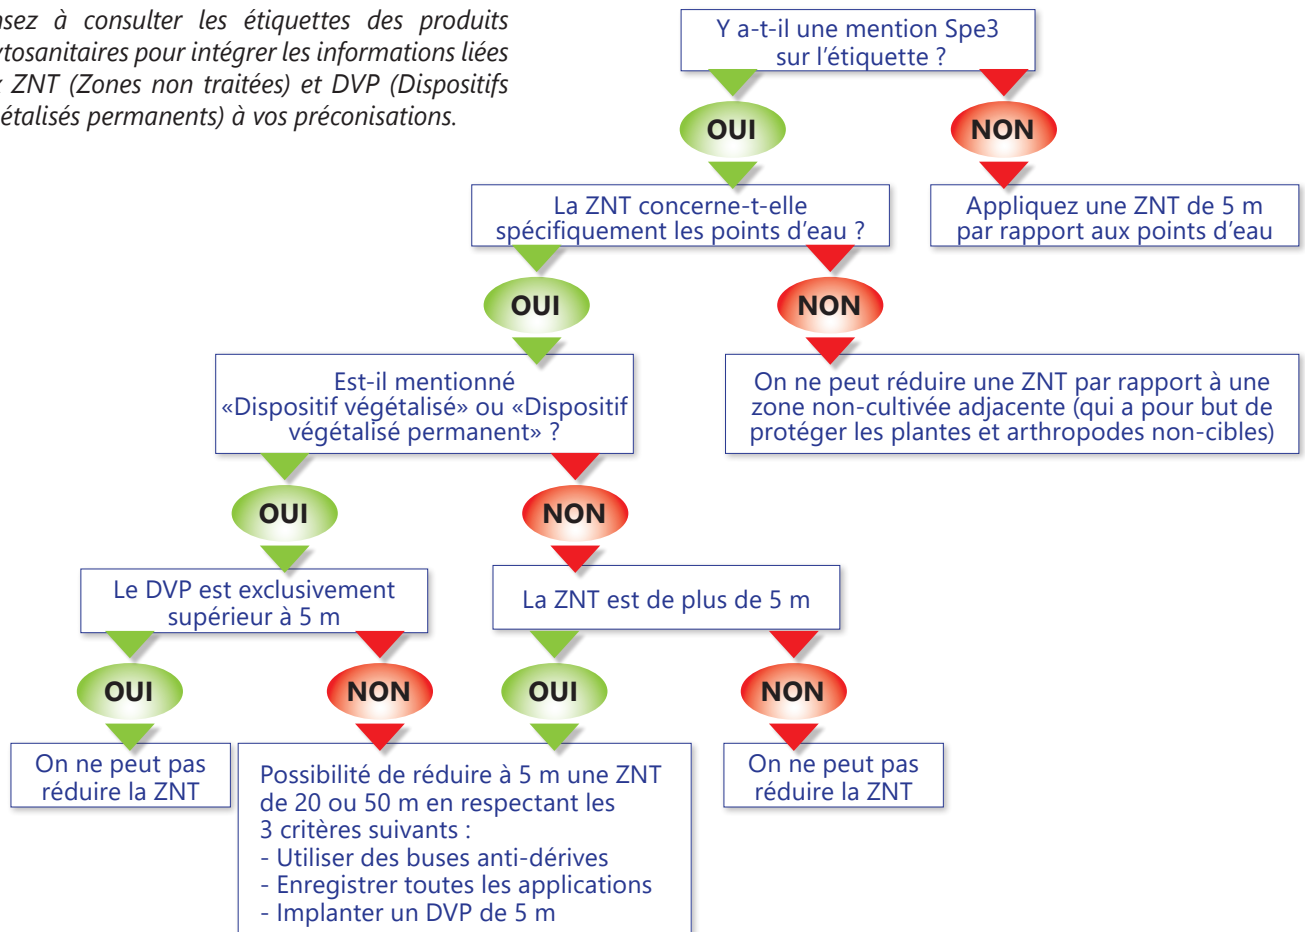 sez à consulter les étiquettes des produits
ytosanitaires pour intégrer les informations liées
ZNT (Zones non traitées) et DVP (Dispositifs
étalisés permanents) à vos préconisations.
Y a-t-il une mention Spe3
sur l'étiquette ?
OUI
NON
La ZNT concerne-t-elle
spécifiquement les points d'eau ?
Appliquez une ZNT de 5 m
par rapport aux points d'eau
OUI
NON
Est-il mentionné
«Dispositif végétalisé» ou «Dispositif
végétalisé permanent» ?
On ne peut réduire une ZNT par rapport à une
zone non-cultivée adjacente (qui a pour but de
protéger les plantes et arthropodes non-cibles)
OUI
NON
Le DVP est exclusivement
supérieur à 5 m
La ZNT est de plus de 5 m
OUI
NON
OUI
NON
On ne peut pas
réduire la ZNT
Possibilité de réduire à 5 m une ZNT
de 20 ou 50 m en respectant les
3 critères suivants :
- Utiliser des buses anti-dérives
- Enregistrer toutes les applications
- Implanter un DVP de 5 m
On ne peut pas
réduire la ZNT